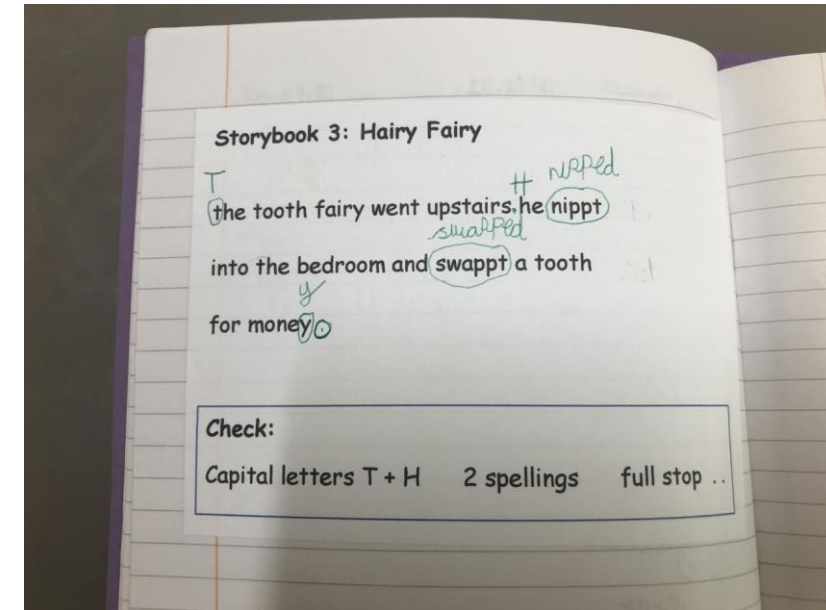 Storybook 3: Hairy Fairy
T H nipped
the tooth fairy went upstairs. he nippt
swapped
into the bedroom and swappt a tooth
y
for money.
Check:
Capital letters T + H 2 spellings full stop ..